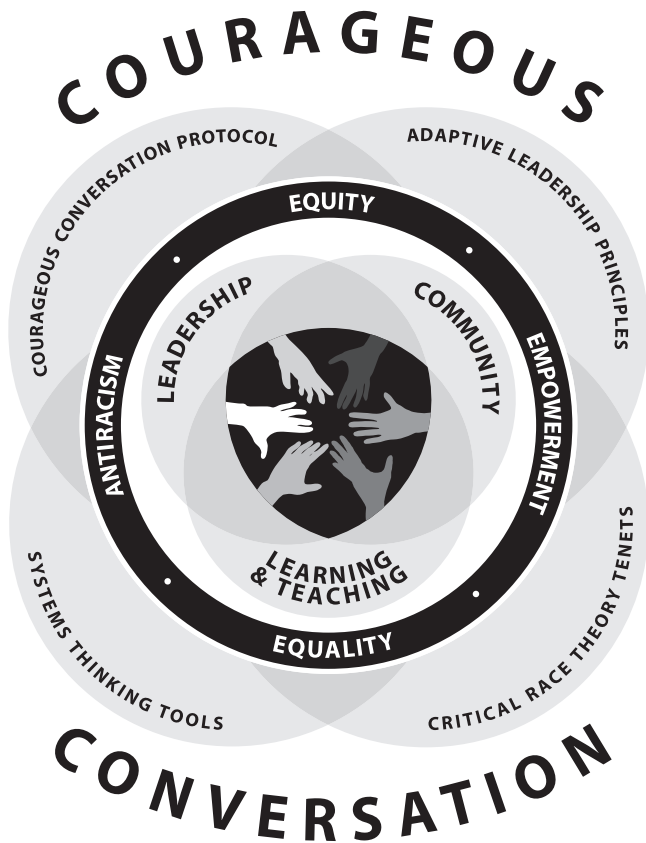 COURAGEOUS
COURAGEOUS CONVERSATION PROTOCOL
ADAPTIVE LEADERSHIP PRINCIPLES
EQUITY
LEADERSHIP
COMMUNITY
ANTIRACISM
EMPOWERMENT
LEARNING
& TEACHING
EQUALITY
SYSTEMS THINKING TOOLS
CRITICAL RACE THEORY TENETS
CONVERSATION